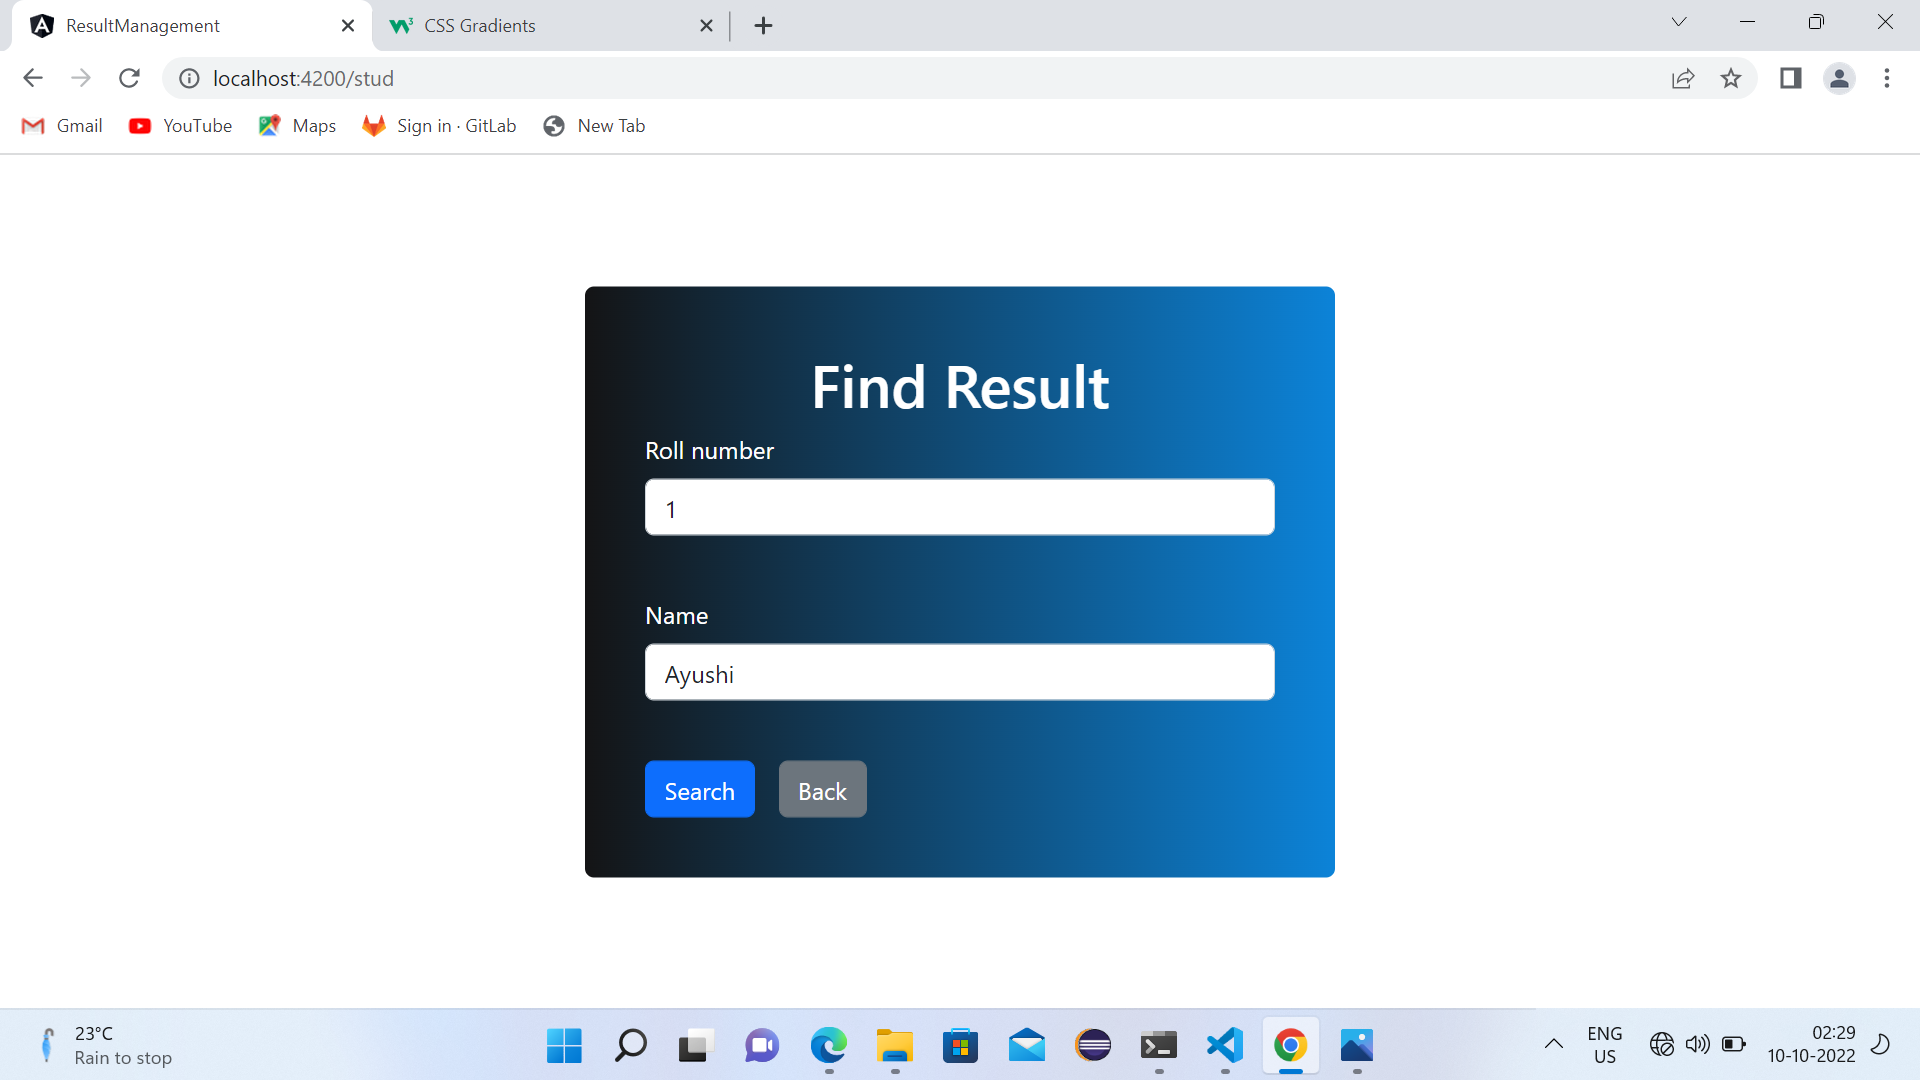 ResultManagement
CSS Gradients
localhost:4200/stud
Gmail
YouTube
Maps
Sign in · GitLab
New Tab
Find Result
Roll number
1
Name
Ayushi
Search
Back
23°C
Rain to stop
ENG
US
02:29
10-10-2022